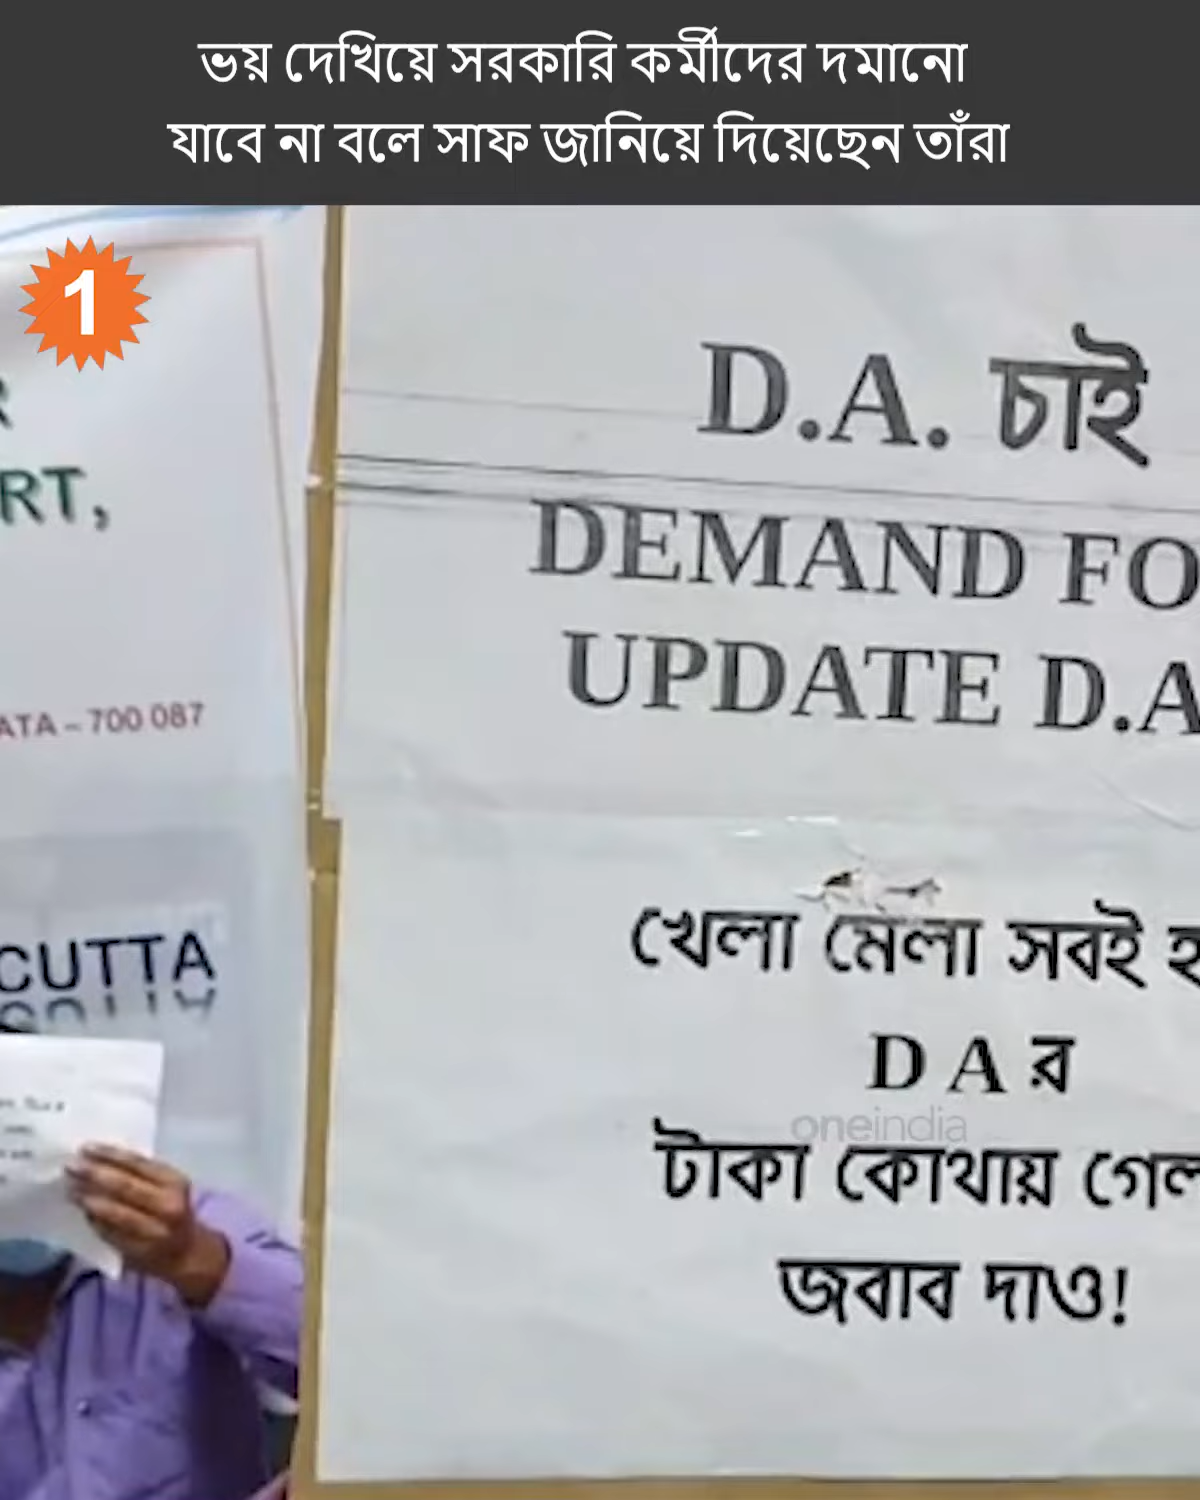 ভয় দেখিয়ে সরকারি কর্মীদের দমানো
যাবে না বলে সাফ জানিয়ে দিয়েছেন তাঁরা
1
RT,
ATA – 700 087
CUTTA
D.A. চাই
DEMAND FO
UPDATE D.A
খেলা মেলা সবই হ
D A র
oneindia
টাকা কোথায় গেল
জবাব দাও!